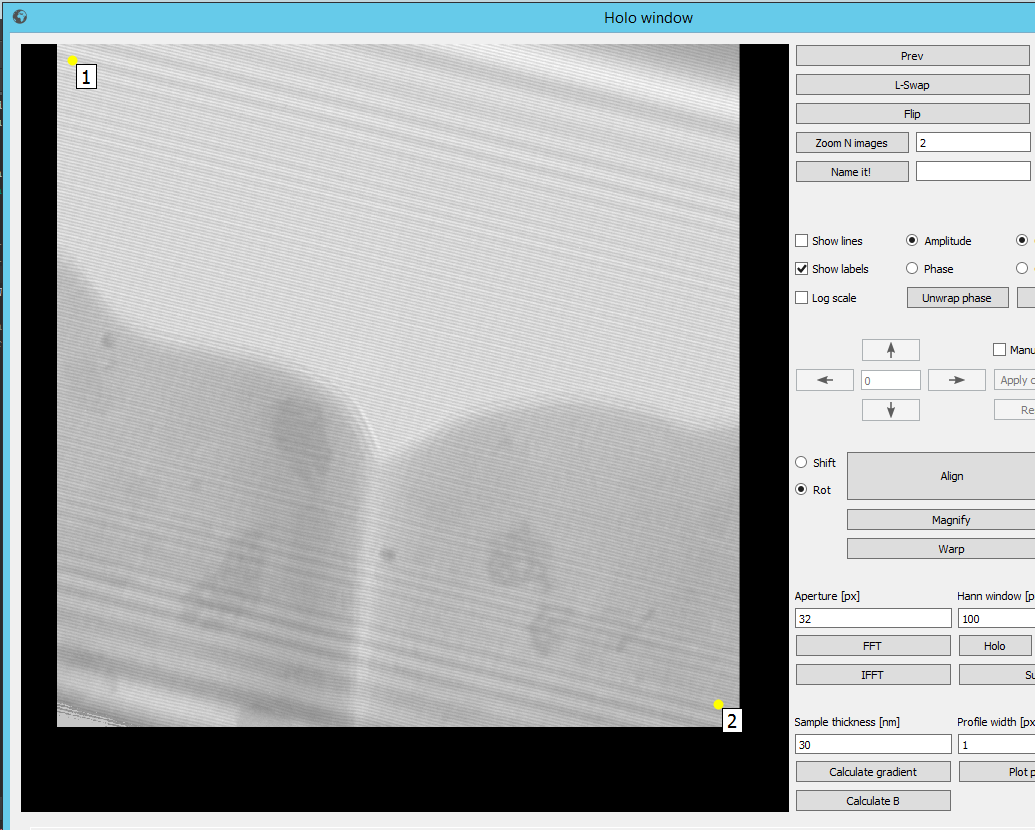 Holo window
1
2
Prev
L-Swap
Flip
Zoom N images 2
Name it!
Show lines Amplitude
Show labels Phase
Log scale Unwrap phase
Manu
0 Apply
Re
Shift Align
Rot
Magnify
Warp
Aperture [px] Hann window [p
32 100
FFT Holo
IFFT Su
Sample thickness [nm] Profile width [px
30 1
Calculate gradient Plot p
Calculate B